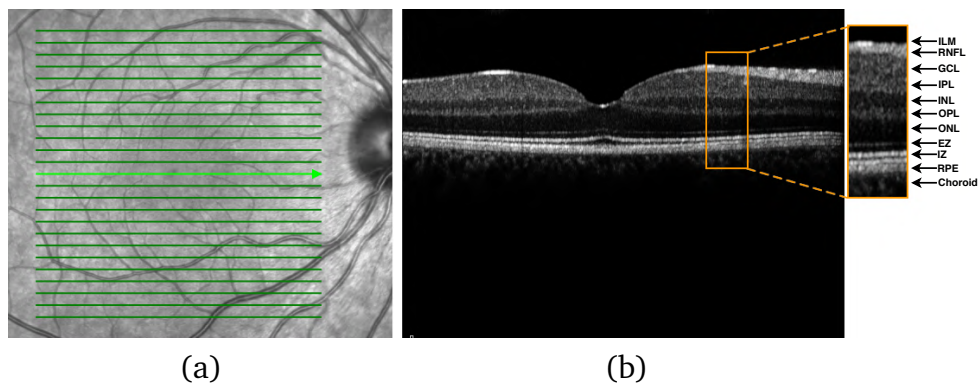 ILM
RNFL
GCL
IPL
INL
OPL
ONL
EZ
IZ
RPE
Choroid
(a)
(b)